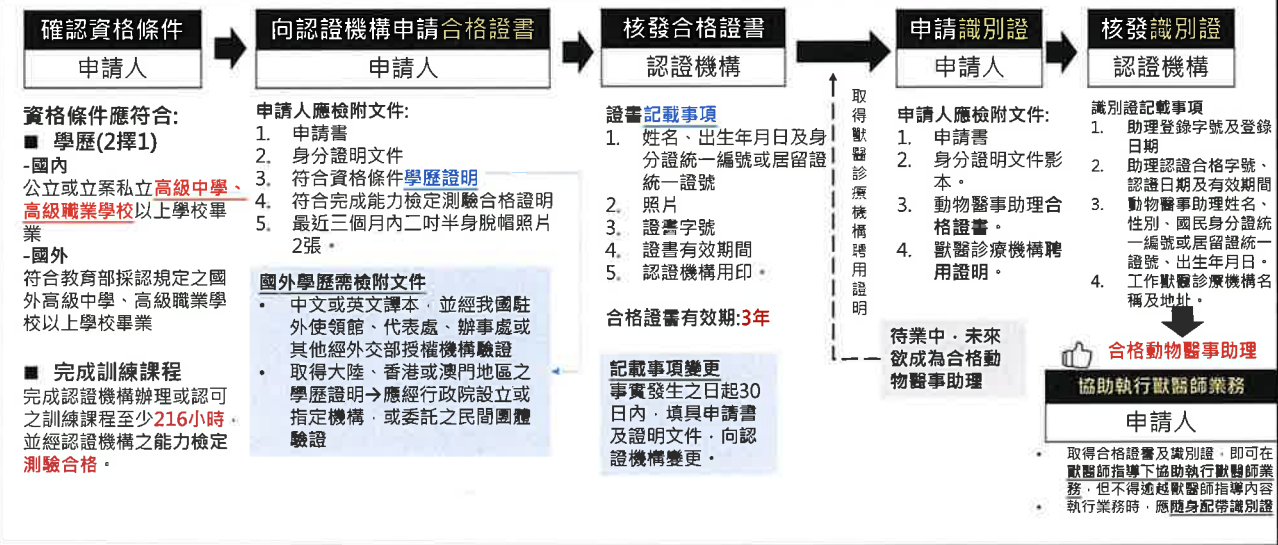 確認資格條件
申請人
資格條件應符合:
■ 學歷(2擇1)
-國內
公立或立案私立高級中學、
高級職業學校以上學校畢
業
-國外
符合教育部採認規定之國
外高級中學、高級職業學
校以上學校畢業
■ 完成訓練課程
完成認證機構辦理或認可
之訓練課程至少216小時，
並經認證機構之能力檢定
測驗合格。
向認證機構申請合格證書
申請人
申請人應檢附文件:
1. 申請書
2. 身分證明文件
3. 符合資格條件學歷證明
4. 符合完成能力檢定測驗合格證明
5. 最近三個月內二吋半身脫帽照片
2張。
國外學歷需檢附文件
• 中文或英文譯本，並經我國駐
外使領館、代表處、辦事處或
其他經外交部授權機構驗證
• 取得大陸、香港或澳門地區之
學歷證明→應經行政院設立或
指定機構，或委託之民間團體
驗證
核發合格證書
認證機構
證書記載事項
1. 姓名、出生年月日及身
分證統一編號或居留證
統一證號
2. 照片
3. 證書字號
4. 證書有效期間
5. 認證機構用印。
合格證書有效期:3年
記載事項變更
事實發生之日起30
日內，填具申請書
及證明文件，向認
證機構變更。
取得獸醫診療機構聘用證明
申請識別證
申請人
申請人應檢附文件:
1. 申請書
2. 身分證明文件影
本。
3. 動物醫事助理合
格證書。
4. 獸醫診療機構聘
用證明。
待業中，未來
欲成為合格動
物醫事助理
核發識別證
認證機構
識別證記載事項
1. 助理登錄字號及登錄
日期
2. 助理認證合格字號、
認證日期及有效期間
3. 動物醫事助理姓名、
性別、國民身分證統
一編號或居留證統一
證號、出生年月日。
4. 工作獸醫診療機構名
稱及地址。
合格動物醫事助理
協助執行獸醫師業務
申請人
• 取得合格證書及識別證，即可在
獸醫師指導下協助執行獸醫師業
務，但不得逾越獸醫師指導內容
• 執行業務時，應隨身配帶識別證